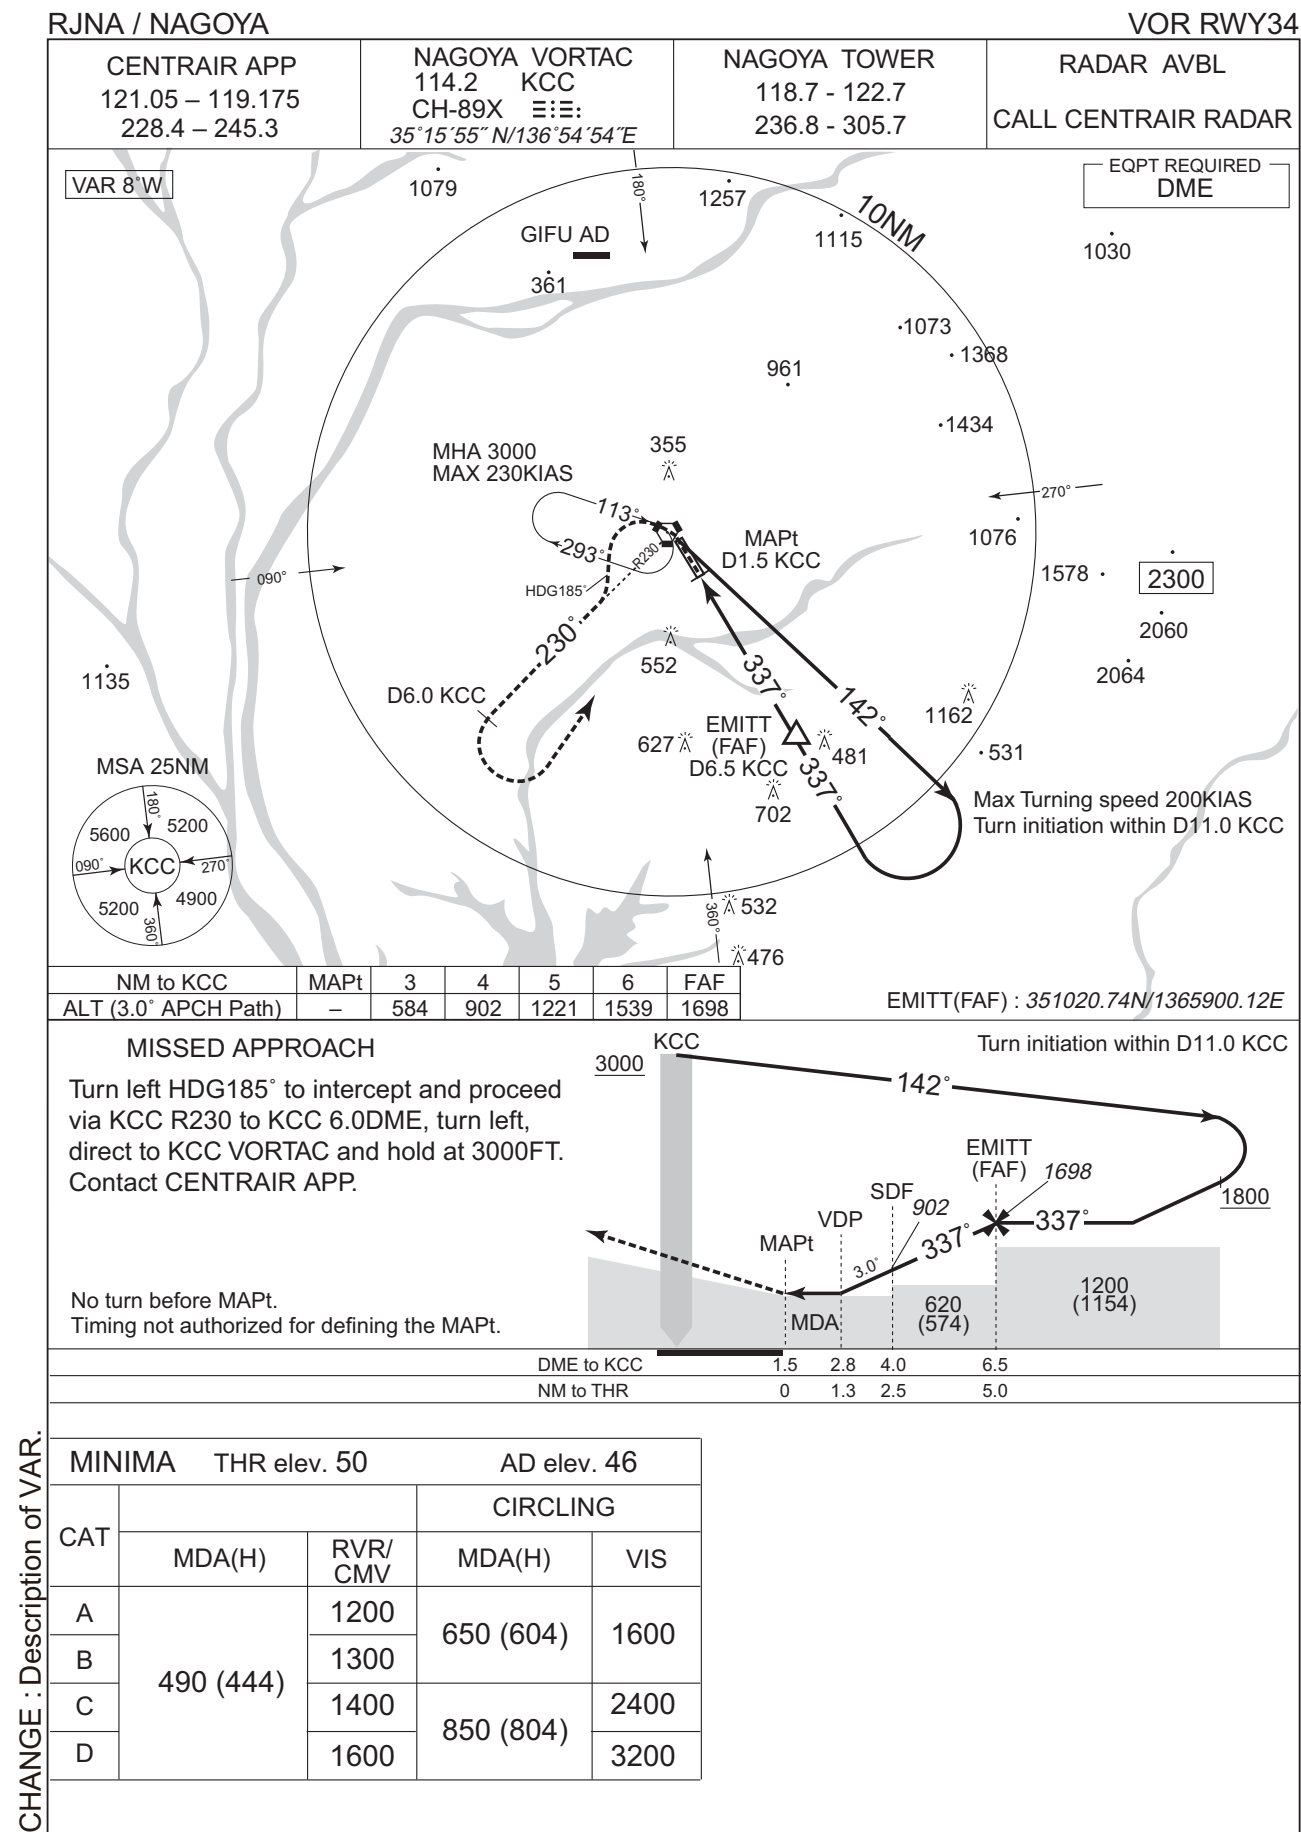 RJNA / NAGOYA
VOR RWY34
CENTRAIR APP
121.05 – 119.175
228.4 – 245.3
NAGOYA VORTAC
114.2 KCC
CH-89X
35˚15´55˝ N/136˚54´54˝E
NAGOYA TOWER
118.7 - 122.7
236.8 - 305.7
RADAR AVBL
CALL CENTRAIR RADAR
VAR 8˚W
EQPT REQUIRED
DME
1079
180˚
1257
10NM
1115
1030
GIFU AD
361
1073
1368
961
1434
MHA 3000
MAX 230KIAS
355
113˚
293˚
R230
HDG185˚
MAPt
D1.5 KCC
270˚
1076
1578
2300
2060
2064
090˚
1135
230˚
552
337˚
142˚
1162
D6.0 KCC
EMITT
(FAF)
D6.5 KCC
627
481
531
337˚
702
Max Turning speed 200KIAS
Turn initiation within D11.0 KCC
MSA 25NM
180˚
5600
5200
090˚
KCC
270˚
5200
4900
360˚
360˚
532
476
NM to KCC MAPt 3 4 5 6 FAF
ALT (3.0˚ APCH Path) – 584 902 1221 1539 1698
EMITT(FAF) : 351020.74N/1365900.12E
MISSED APPROACH
Turn left HDG185˚ to intercept and proceed
via KCC R230 to KCC 6.0DME, turn left,
direct to KCC VORTAC and hold at 3000FT.
Contact CENTRAIR APP.
No turn before MAPt.
Timing not authorized for defining the MAPt.
KCC
3000
Turn initiation within D11.0 KCC
142˚
EMITT
(FAF)
1698
SDF
902
1800
VDP
337˚
337˚
MAPt
3.0˚
MDA
620
(574)
1200
(1154)
DME to KCC 1.5 2.8 4.0 6.5
NM to THR 0 1.3 2.5 5.0
CHANGE : Description of VAR.
MINIMA THR elev. 50 AD elev. 46
CAT
CIRCLING
MDA(H)
RVR/
CMV
MDA(H)
VIS
A
B
C
D
490 (444)
1200
1300
1400
1600
650 (604)
850 (804)
1600
2400
3200